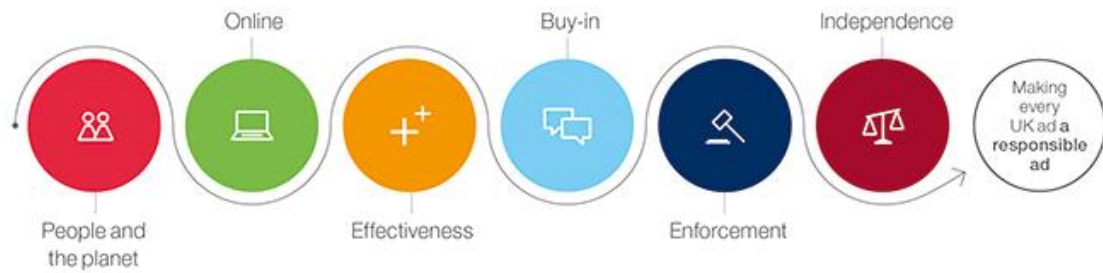 Online
Buy-in
Independence
People and
the planet
Effectiveness
Enforcement
Making
every
UK ad a
responsible
ad